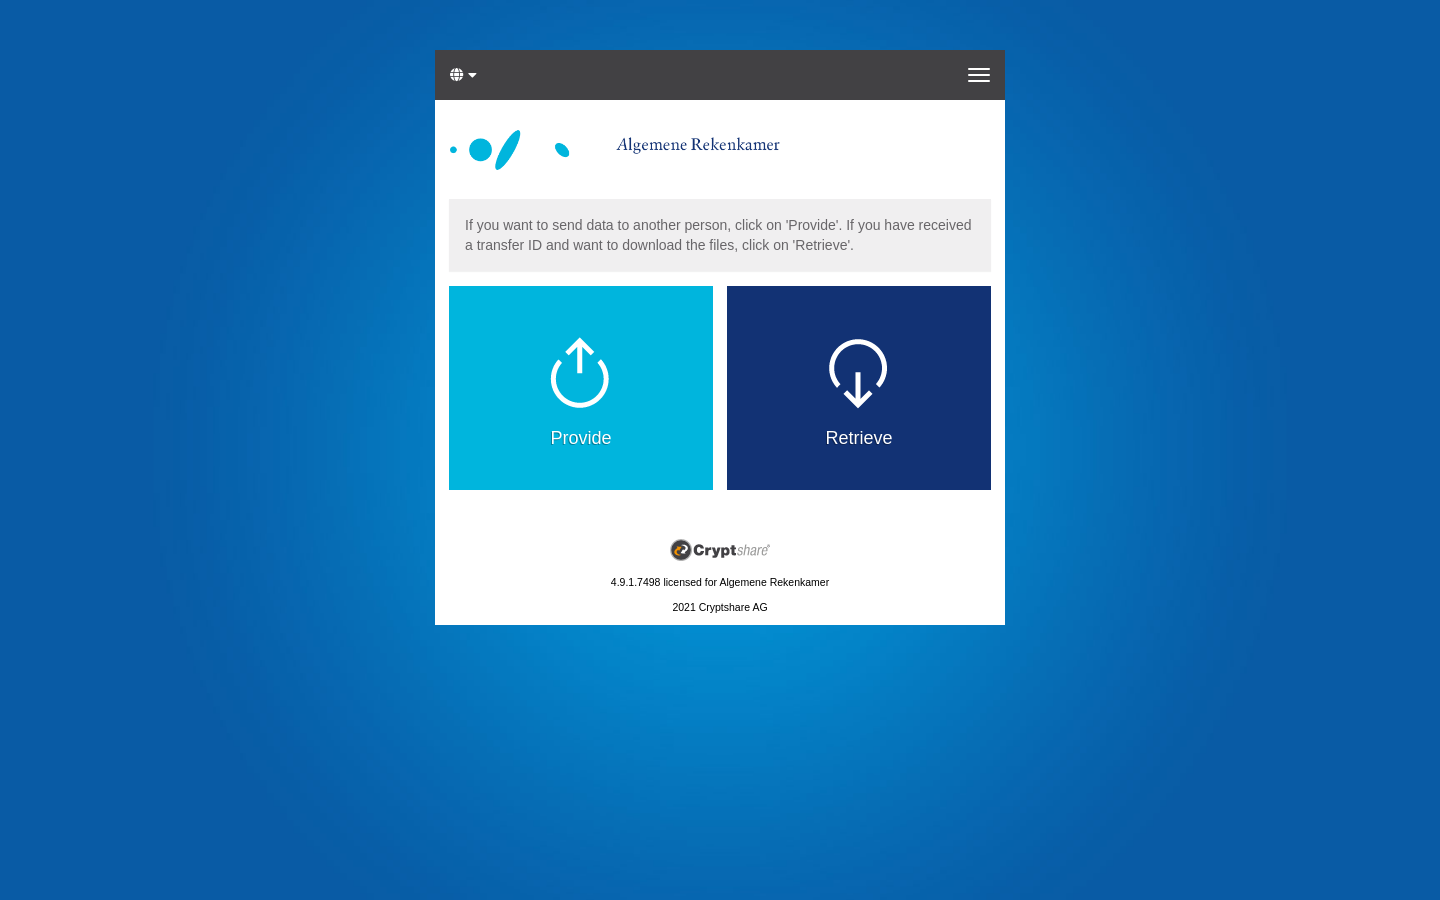 Algemene Rekenkamer
If you want to send data to another person, click on 'Provide'. If you have received
a transfer ID and want to download the files, click on 'Retrieve'.
Provide
Retrieve
Cryptshare®
4.9.1.7498 licensed for Algemene Rekenkamer
2021 Cryptshare AG